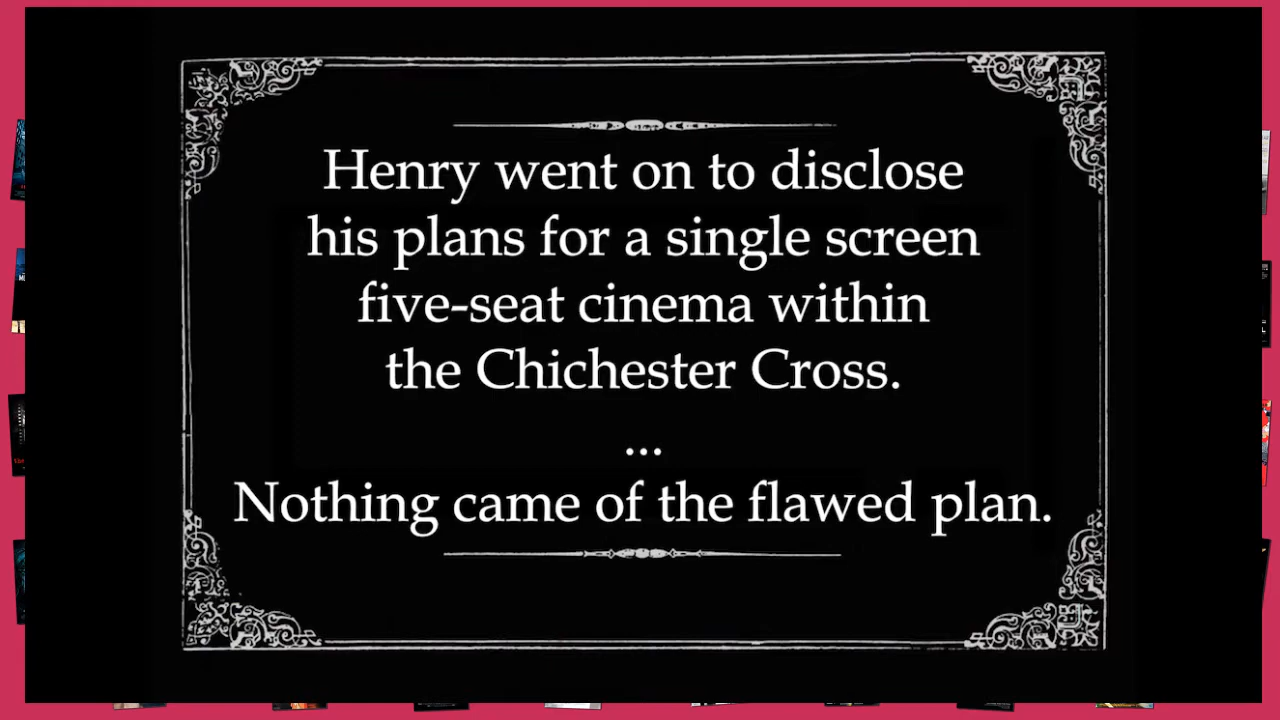 Henry went on to disclose
his plans for a single screen
five-seat cinema within
the Chichester Cross.
...
Nothing came of the flawed plan.